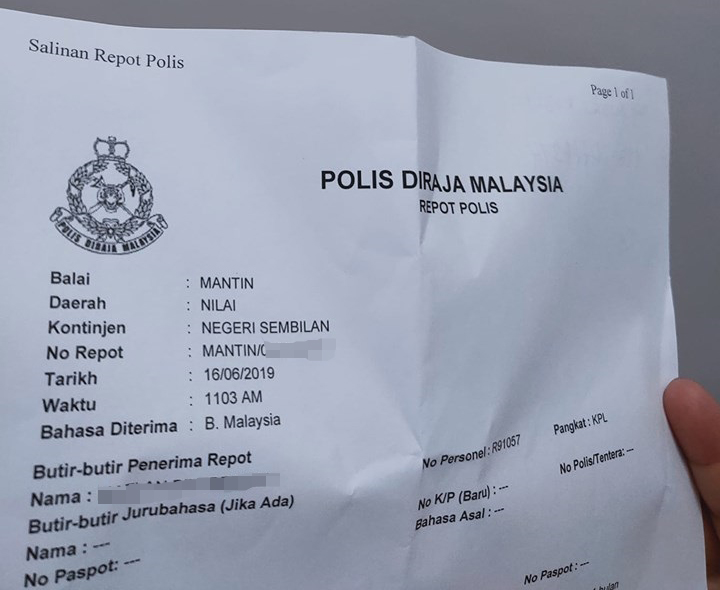 Salinan Repot Polis
Page 1 of 1
POLIS DIRAJA MALAYSIA
POLIS DIRAJA MALAYSIA
REPOT POLIS
Balai : MANTIN
Daerah : NILAI
Kontinjen : NEGERI SEMBILAN
No Repot : MANTIN/
Tarikh : 16/06/2019
Waktu : 1103 AM
Bahasa Diterima : B. Malaysia
Butir-butir Penerima Repot
No Personel : R91057 Pangkat : KPL
Nama :
No Polis/Tentera: ---
Butir-butir Jurubahasa (Jika Ada)
No K/P (Baru) : ---
Nama : ---
Bahasa Asal : ---
No Paspot: ---
No Paspot : ---